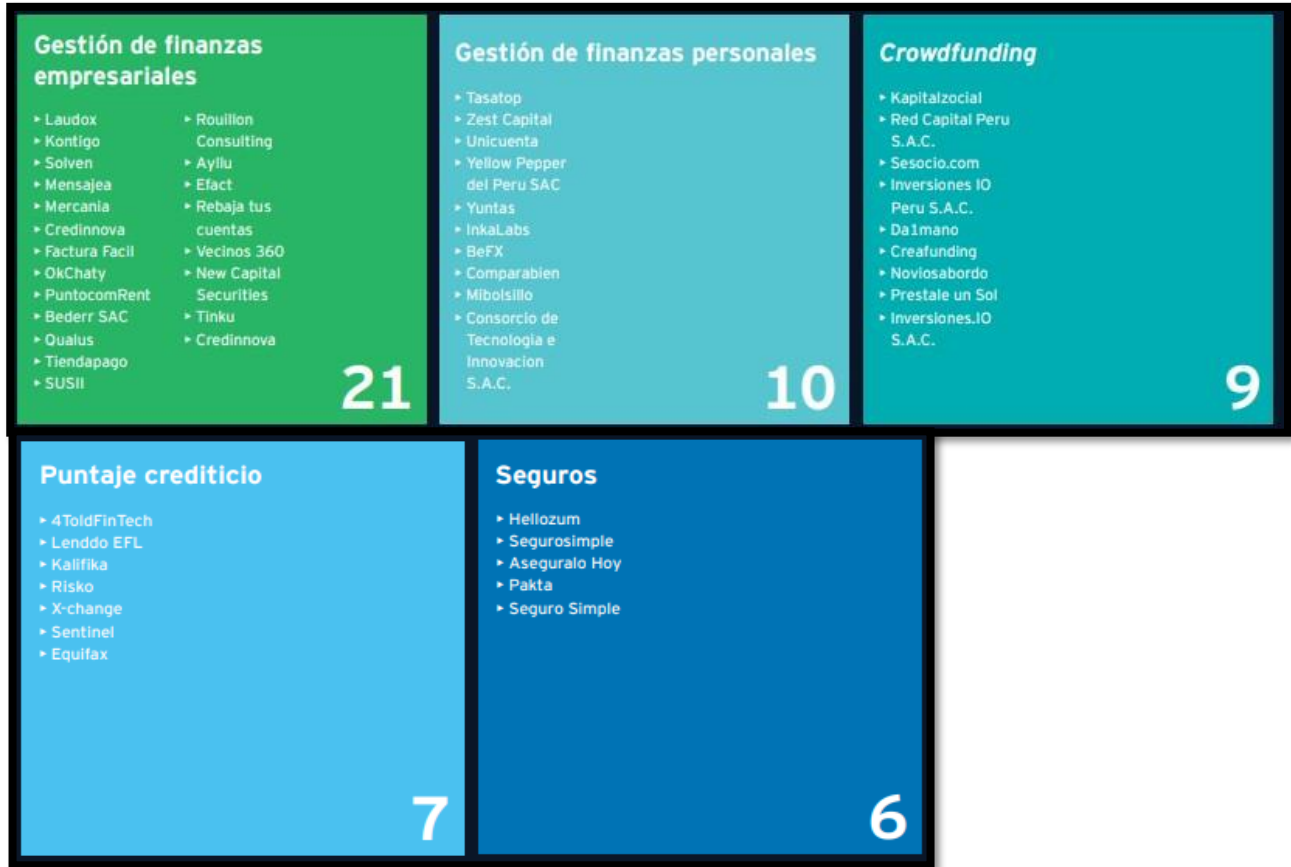 Gestión de finanzas
empresariales
▸ Laudox
▸ Kontigo
▸ Solven
▸ Mensajea
▸ Mercania
▸ Credinnova
▸ Factura Facil
▸ OkChaty
▸ PuntocomRent
▸ Bederr SAC
▸ Qualus
▸ Tiendapago
▸ SUSII
▸ Rouillon
Consulting
▸ Ayllu
▸ Efact
▸ Rebaja tus
cuentas
▸ Vecinos 360
▸ New Capital
Securities
▸ Tinku
▸ Credinnova
21
Gestión de finanzas personales
▸ Tasatop
▸ Zest Capital
▸ Unicuenta
▸ Yellow Pepper
del Peru SAC
▸ Yuntas
▸ InkaLabs
▸ BeFX
▸ Comparabien
▸ Mibolsillo
▸ Consorcio de
Tecnologia e
Innovacion
S.A.C.
10
Crowdfunding
▸ Kapitalzocial
▸ Red Capital Peru
S.A.C.
▸ Sesocio.com
▸ Inversiones IO
Peru S.A.C.
▸ Da1mano
▸ Creafunding
▸ Noviosabordo
▸ Prestale un Sol
▸ Inversiones.IO
S.A.C.
9
Puntaje crediticio
▸ 4ToldFinTech
▸ Lenddo EFL
▸ Kalifika
▸ Risko
▸ X-change
▸ Sentinel
▸ Equifax
7
Seguros
▸ Hellozum
▸ Segurosimple
▸ Aseguralo Hoy
▸ Pakta
▸ Seguro Simple
6